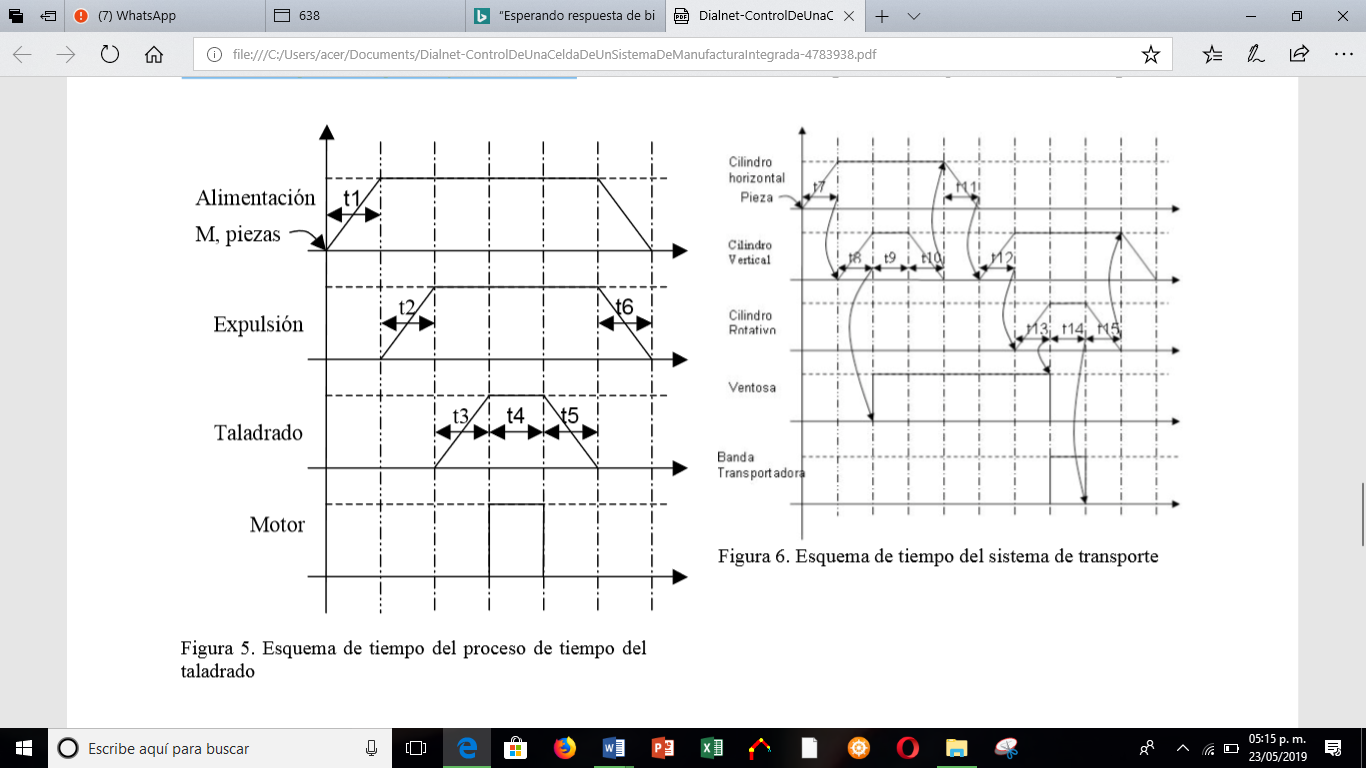 (7) WhatsApp
638
"Esperando respuesta de bi
Dialnet-ControlDeUnaC
file:///C:/Users/acer/Documents/Dialnet-ControlDeUnaCeldaDeUnSistemaDeManufacturaIntegrada-4783938.pdf
Alimentación
t1
M, piezas
Expulsión
t2
t6
Taladrado
t3
t4
t5
Motor
Figura 5. Esquema de tiempo del proceso de tiempo del
taladrado
Cilindro
horizontal
Pieza
t7
t11
Cilindro
Vertical
t8
t9
t10
t12
Cilindro
Rotativo
t13
t14
t15
Ventosa
Banda
Transportadora
Figura 6. Esquema de tiempo del sistema de transporte
Escribe aquí para buscar
05:15 p. m.
23/05/2019